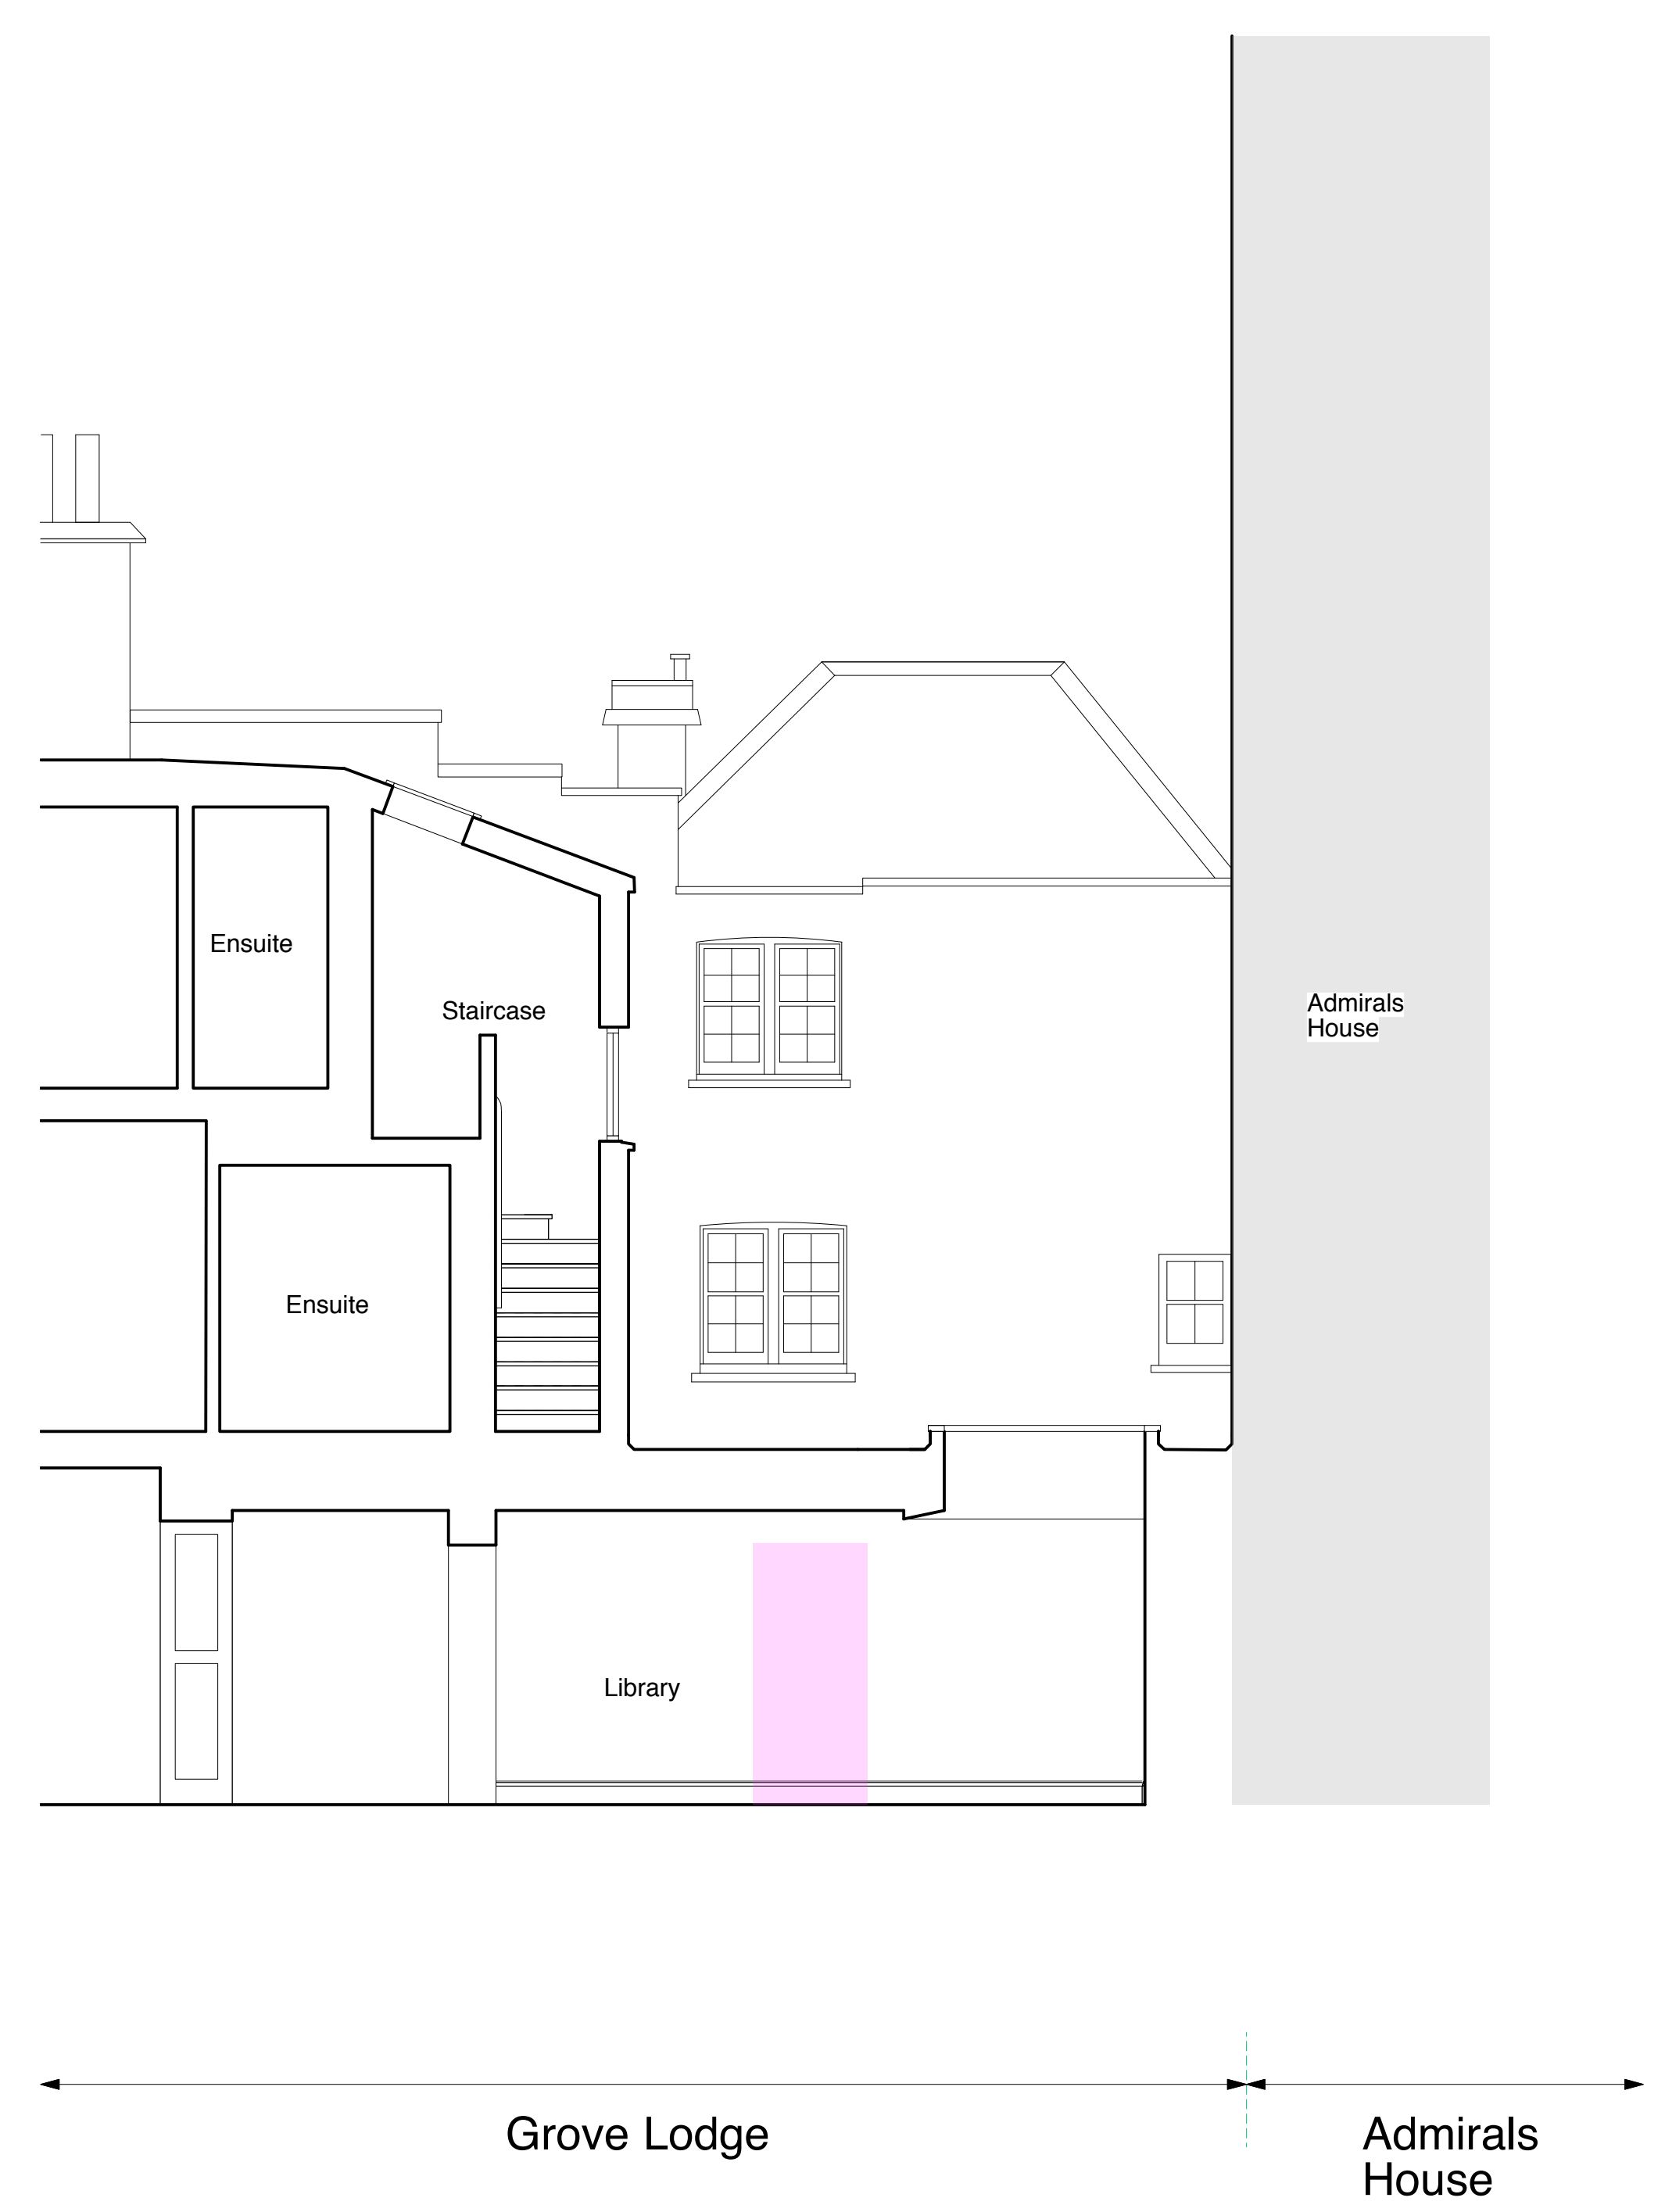 Ensuite
Staircase
Admirals
House
Ensuite
Library
Grove Lodge
Admirals
House